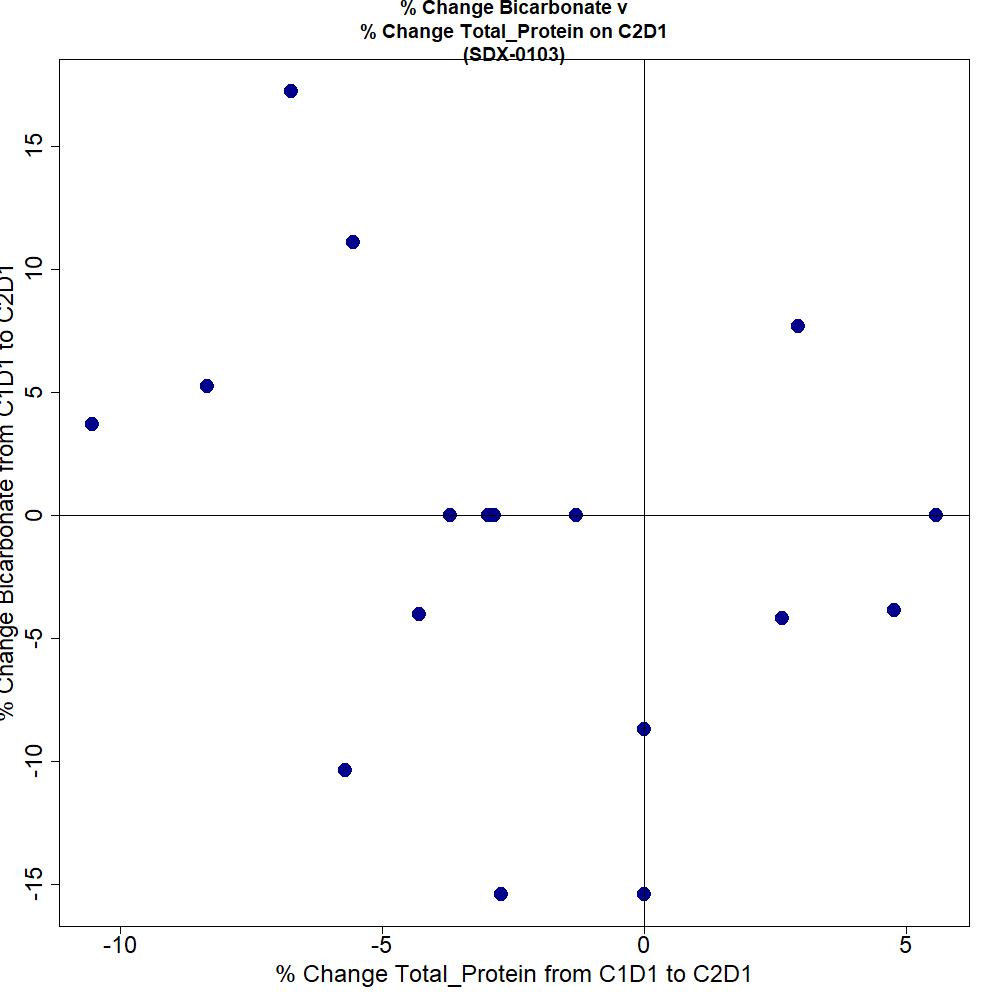 % Change Bicarbonate v
% Change Total_Protein on C2D1
(SDX-0103)
% Change Bicarbonate from C1D1 to C2D1
15
10
5
0
-5
-10
-15
-10
-5
0
5
% Change Total_Protein from C1D1 to C2D1